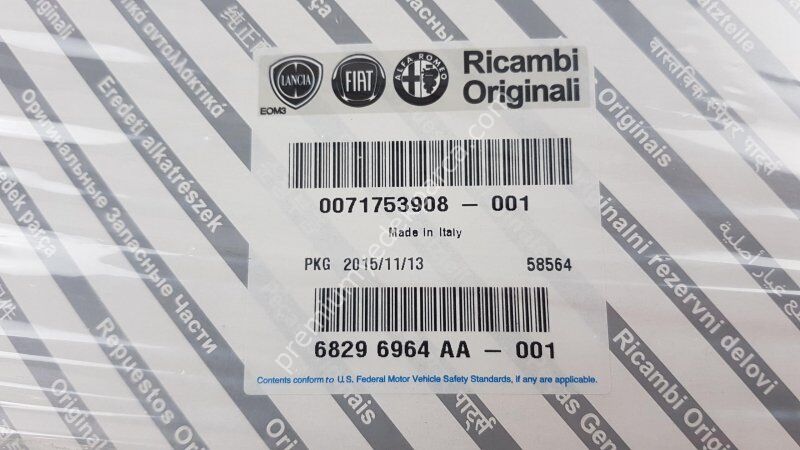 LANCIA
FIAT
ALFA ROMEO
Ricambi
Originali
EOM3
0071753908 - 001
Made in Italy
PKG 2015/11/13 58564
6829 6964 AA - 001
Contents conform to U.S. Federal Motor Vehicle Safety Standards, if any are applicable.
Eredeti alkatrészek
Оригинальные Запасные Части
Repuestos Originales
Ricambi Originali
Originalni rezervni delovi
वास्तविक स्पेयर पार्ट्स